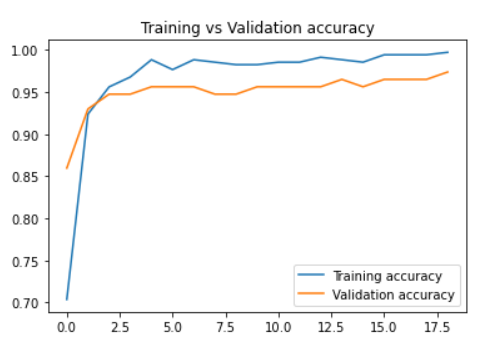 Training vs Validation accuracy
1.00
0.95
0.90
0.85
0.80
0.75
0.70
Training accuracy
Validation accuracy
0.0 2.5 5.0 7.5 10.0 12.5 15.0 17.5